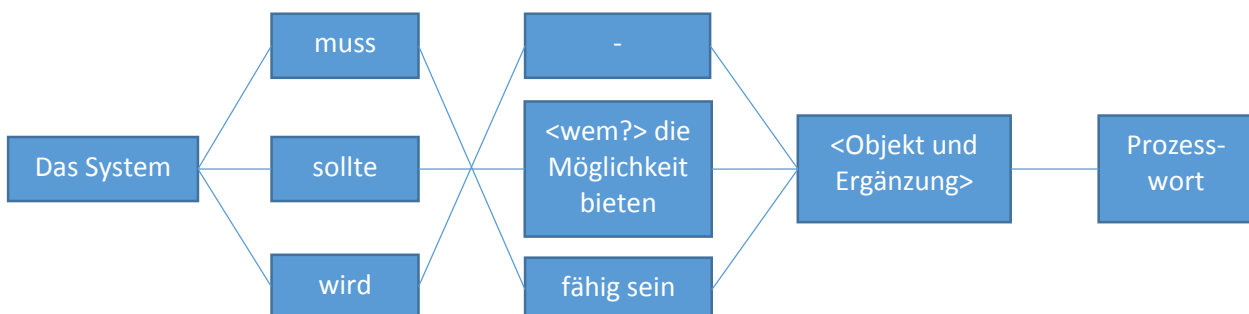 Das System
muss
sollte
wird
-
<wem?> die
Möglichkeit
bieten
fähig sein
<Objekt und
Ergänzung>
Prozess-
wort